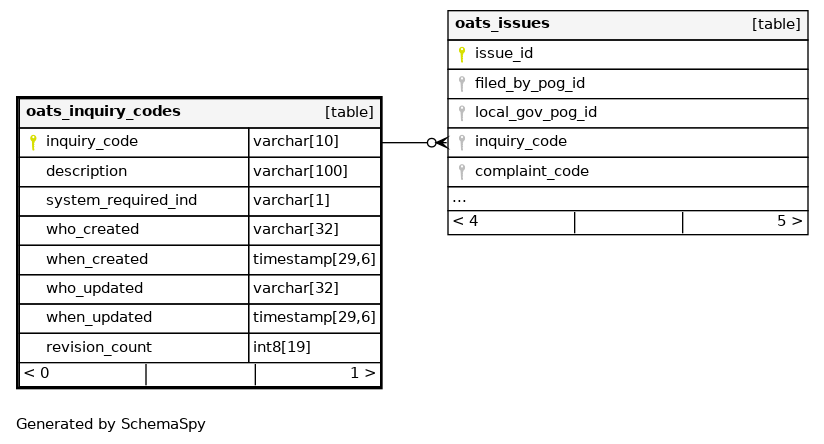 oats_issues [table]
issue_id
filed_by_pog_id
local_gov_pog_id
inquiry_code
complaint_code
...
< 4 5 >
oats_inquiry_codes [table]
inquiry_code varchar[10]
description varchar[100]
system_required_ind varchar[1]
who_created varchar[32]
when_created timestamp[29,6]
who_updated varchar[32]
when_updated timestamp[29,6]
revision_count int8[19]
< 0 1 >
Generated by SchemaSpy